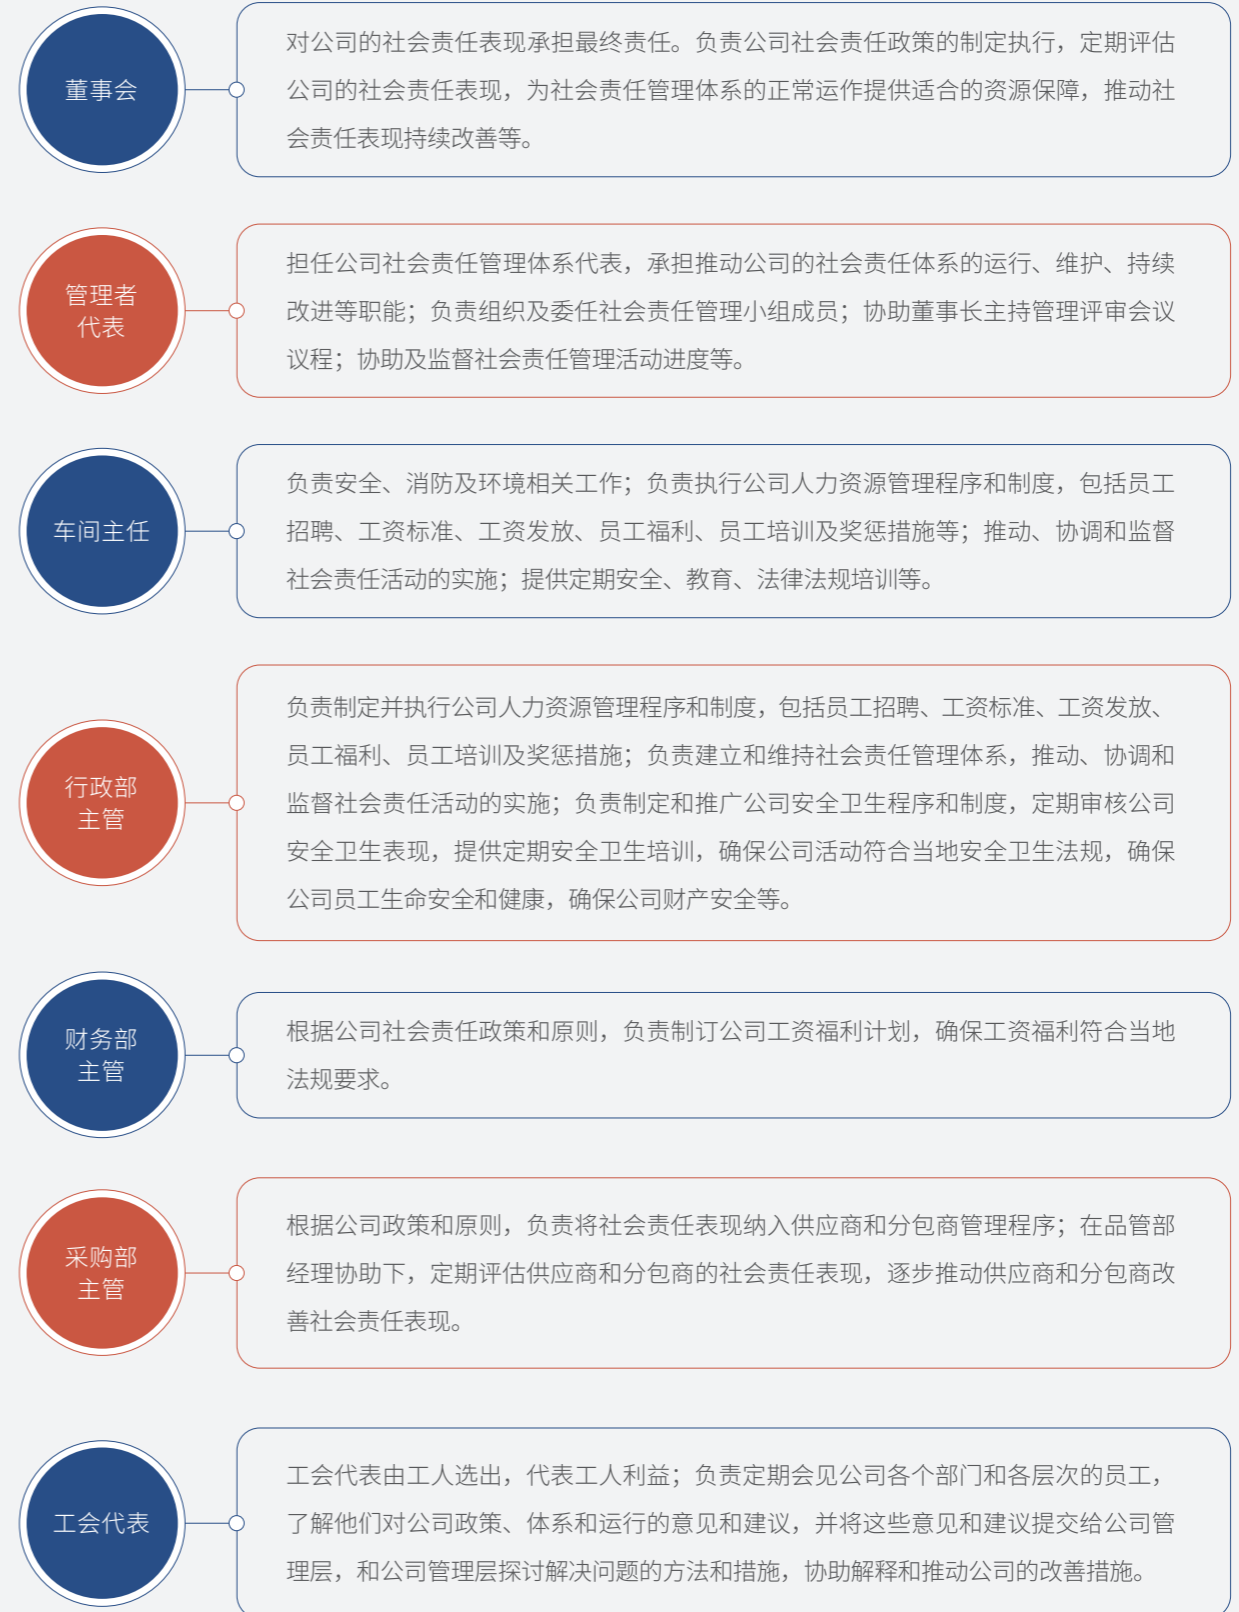 董事会
对公司的社会责任表现承担最终责任。负责公司社会责任政策的制定执行，定期评估
公司的社会责任表现，为社会责任管理体系的正常运作提供适合的资源保障，推动社
会责任表现持续改善等。
管理者
代表
担任公司社会责任管理体系代表，承担推动公司的社会责任体系的运行、维护、持续
改进等职能；负责组织及委任社会责任管理小组成员；协助董事长主持管理评审会议
议程；协助及监督社会责任管理活动进度等。
车间主任
负责安全、消防及环境相关工作；负责执行公司人力资源管理程序和制度，包括员工
招聘、工资标准、工资发放、员工福利、员工培训及奖惩措施等；推动、协调和监督
社会责任活动的实施；提供定期安全、教育、法律法规培训等。
行政部
主管
负责制定并执行公司人力资源管理程序和制度，包括员工招聘、工资标准、工资发放、
员工福利、员工培训及奖惩措施；负责建立和维持社会责任管理体系，推动、协调和
监督社会责任活动的实施；负责制定和推广公司安全卫生程序和制度，定期审核公司
安全卫生表现，提供定期安全卫生培训，确保公司活动符合当地安全卫生法规，确保
公司员工生命安全和健康，确保公司财产安全等。
财务部
主管
根据公司社会责任政策和原则，负责制订公司工资福利计划，确保工资福利符合当地
法规要求。
采购部
主管
根据公司政策和原则，负责将社会责任表现纳入供应商和分包商管理程序；在品管部
经理协助下，定期评估供应商和分包商的社会责任表现，逐步推动供应商和分包商改
善社会责任表现。
工会代表
工会代表由工人选出，代表工人利益；负责定期会见公司各个部门和各层次的员工，
了解他们对公司政策、体系和运行的意见和建议，并将这些意见和建议提交给公司管
理层，和公司管理层探讨解决问题的方法和措施，协助解释和推动公司的改善措施。